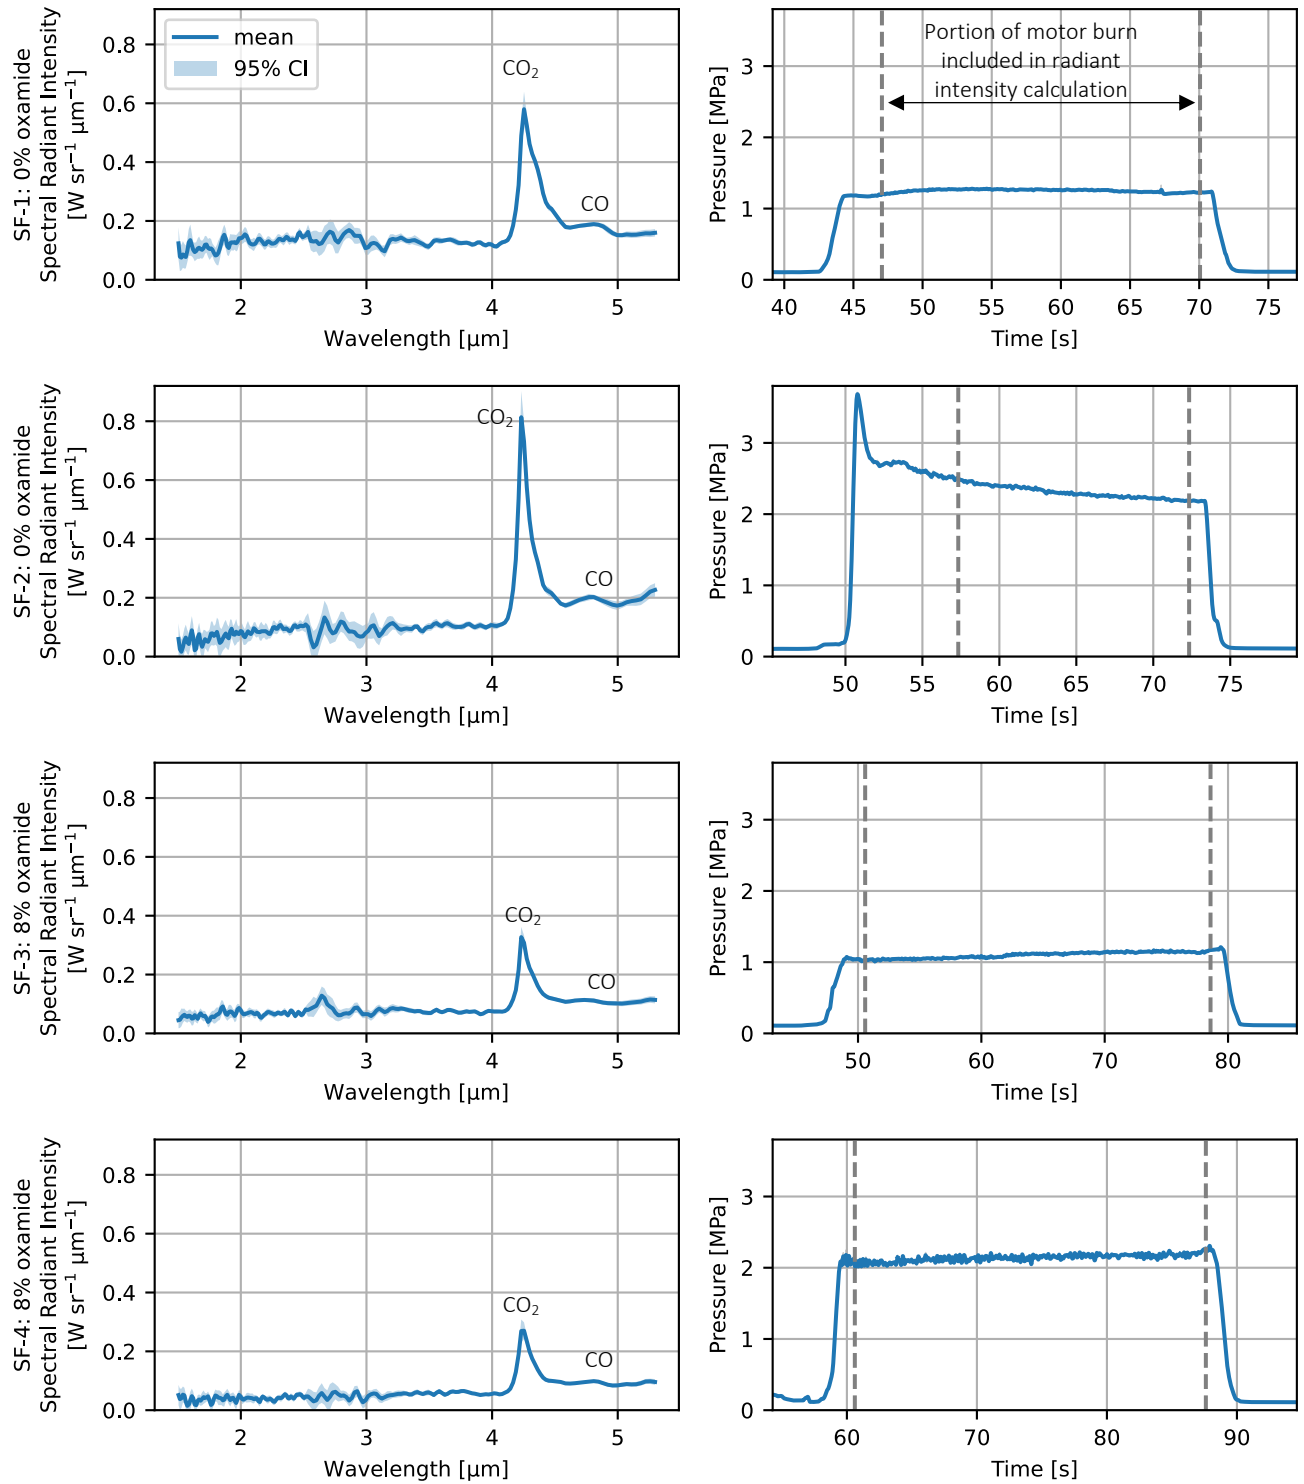 SF-1: 0% oxamide
Spectral Radiant Intensity
[W sr⁻¹ μm⁻¹]
0.8
0.6
0.4
0.2
0.0
mean
95% CI
CO₂
CO
2
3
4
5
Wavelength [μm]
Pressure [MPa]
3
2
1
0
Portion of motor burn
included in radiant
intensity calculation
40
45
50
55
60
65
70
75
Time [s]
SF-2: 0% oxamide
Spectral Radiant Intensity
[W sr⁻¹ μm⁻¹]
0.8
0.6
0.4
0.2
0.0
CO₂
CO
2
3
4
5
Wavelength [μm]
Pressure [MPa]
3
2
1
0
50
55
60
65
70
75
Time [s]
SF-3: 8% oxamide
Spectral Radiant Intensity
[W sr⁻¹ μm⁻¹]
0.8
0.6
0.4
0.2
0.0
CO₂
CO
2
3
4
5
Wavelength [μm]
Pressure [MPa]
3
2
1
0
50
60
70
80
Time [s]
SF-4: 8% oxamide
Spectral Radiant Intensity
[W sr⁻¹ μm⁻¹]
0.8
0.6
0.4
0.2
0.0
CO₂
CO
2
3
4
5
Wavelength [μm]
Pressure [MPa]
3
2
1
0
60
70
80
90
Time [s]